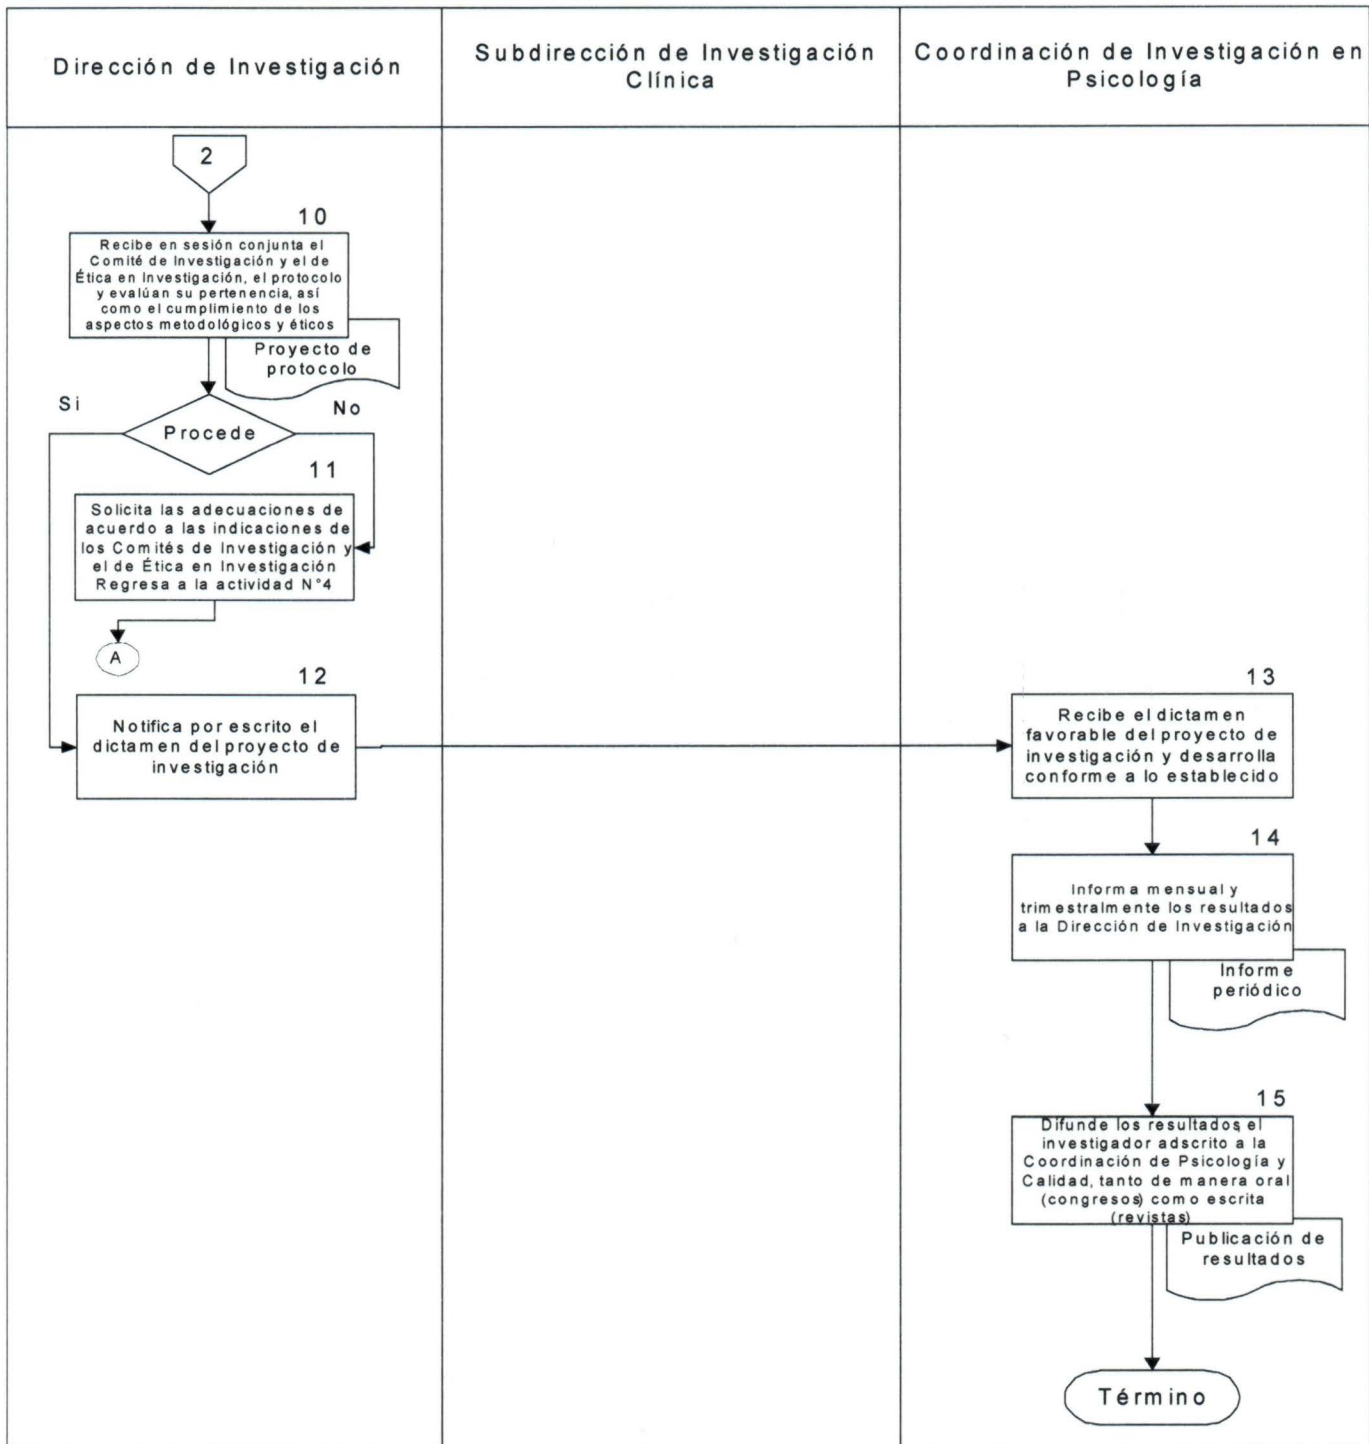 Dirección de Investigación
Subdirección de Investigación
Clínica
Coordinación de Investigación en
Psicología
2
10
Recibe en sesión conjunta el
Comité de Investigación y el de
Ética en Investigación, el protocolo
y evalúan su pertenencia, así
como el cumplimiento de los
aspectos metodológicos y éticos
Proyecto de
protocolo
Si
No
Procede
11
Solicita las adecuaciones de
acuerdo a las indicaciones de
los Comités de Investigación y
el de Ética en Investigación
Regresa a la actividad N°4
A
12
Notifica por escrito el
dictamen del proyecto de
investigación
13
Recibe el dictamen
favorable del proyecto de
investigación y desarrolla
conforme a lo establecido
14
Informa mensual y
trimestralmente los resultados
a la Dirección de Investigación
Informe
periódico
15
Difunde los resultados, el
investigador adscrito a la
Coordinación de Psicología y
Calidad, tanto de manera oral
(congresos) como escrita
(revistas)
Publicación de
resultados
Término